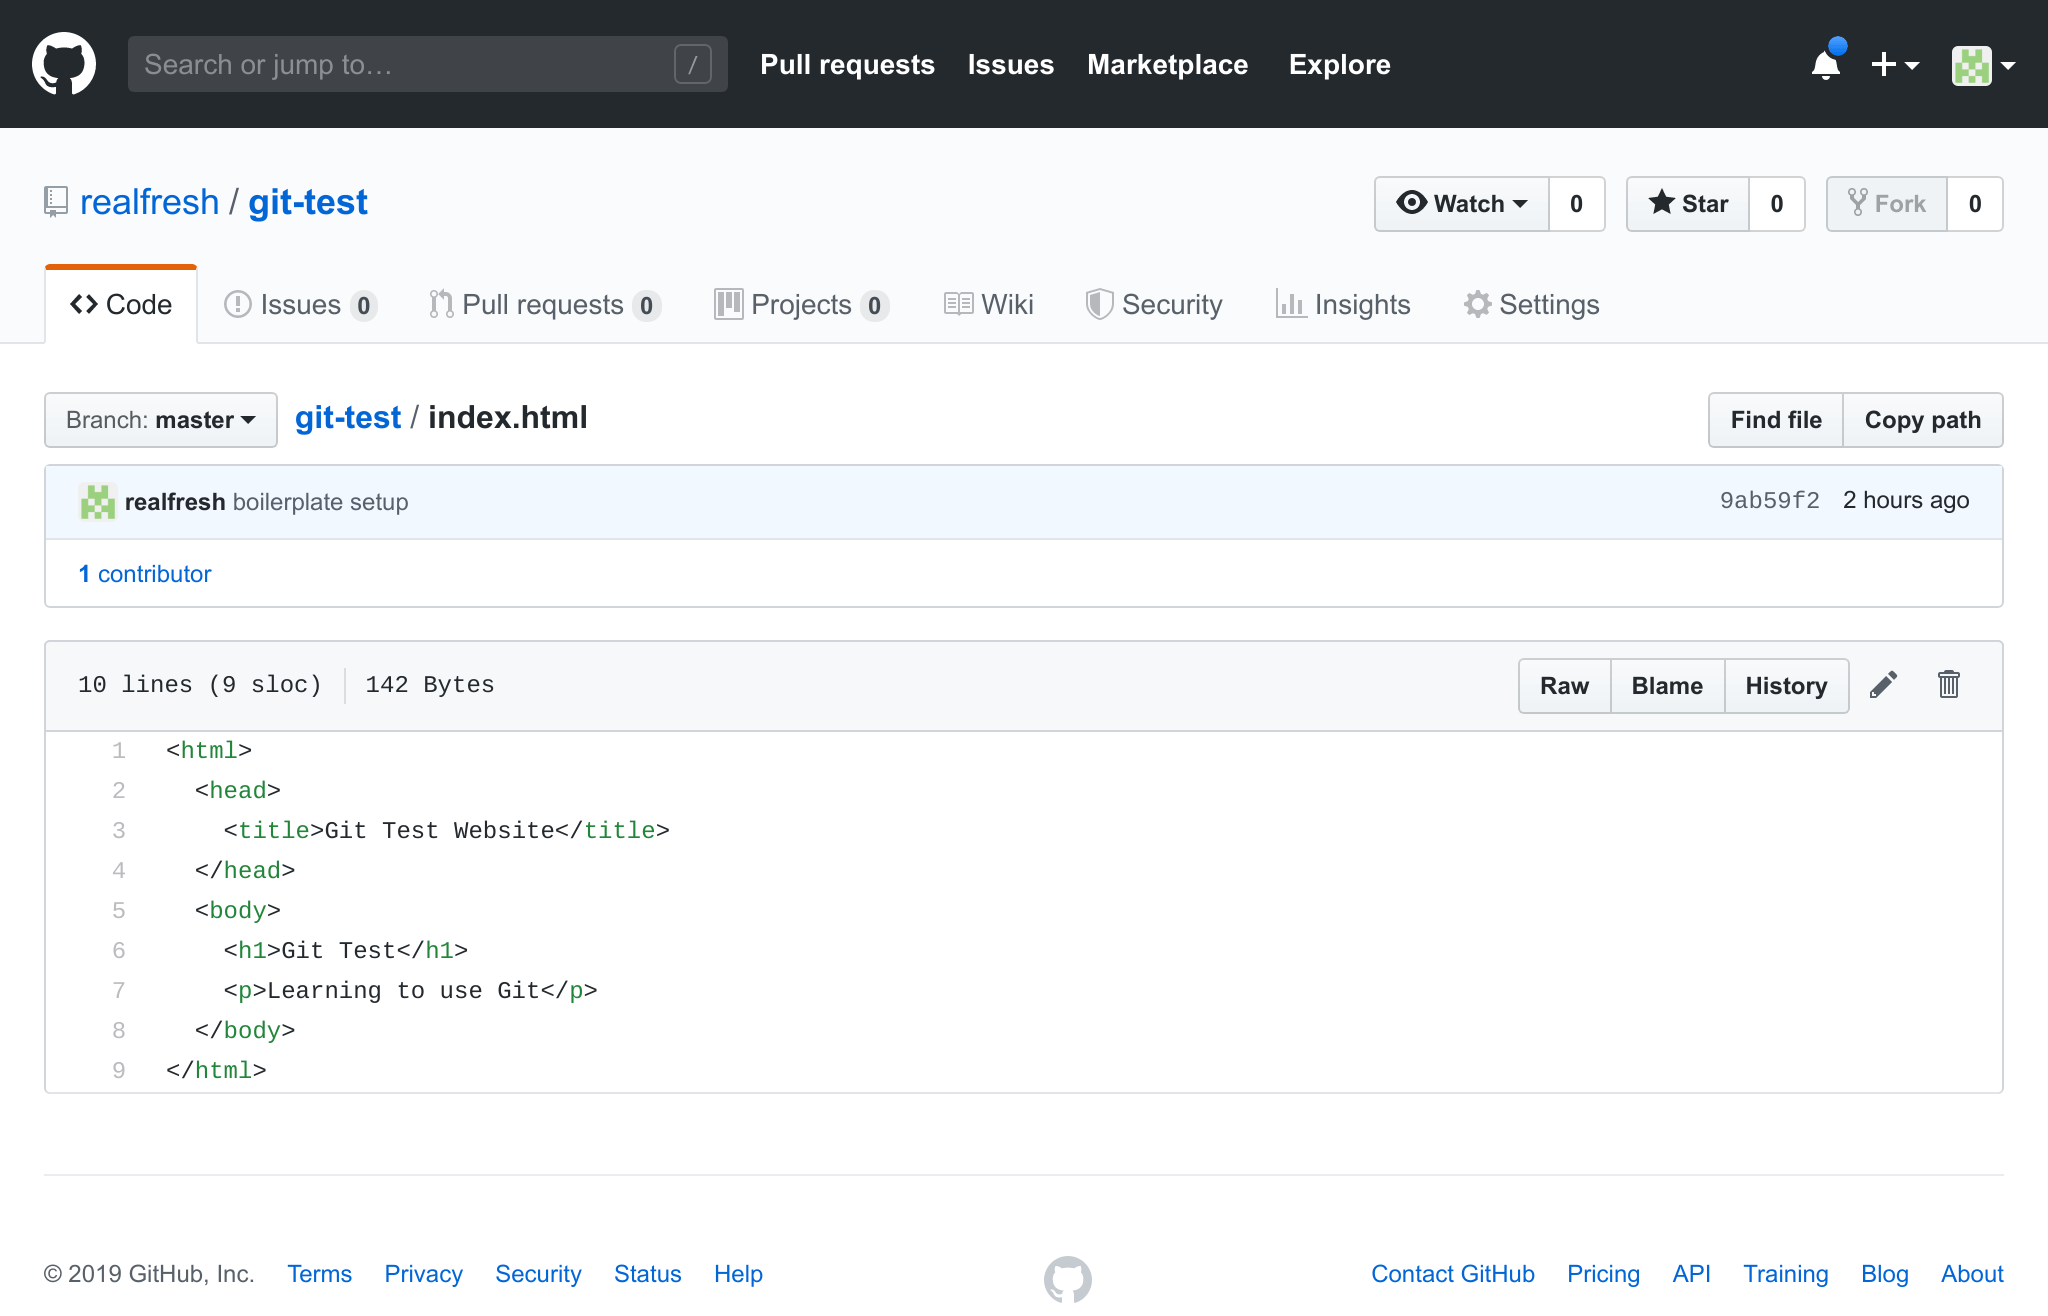 Search or jump to… / Pull requests Issues Marketplace Explore
realfresh / git-test Watch 0 Star 0 Fork 0
Code Issues 0 Pull requests 0 Projects 0 Wiki Security Insights Settings
Branch: master git-test / index.html Find file Copy path
realfresh boilerplate setup 9ab59f2 2 hours ago
1 contributor
10 lines (9 sloc) 142 Bytes Raw Blame History
1 <html>
2 <head>
3 <title>Git Test Website</title>
4 </head>
5 <body>
6 <h1>Git Test</h1>
7 <p>Learning to use Git</p>
8 </body>
9 </html>
© 2019 GitHub, Inc. Terms Privacy Security Status Help Contact GitHub Pricing API Training Blog About